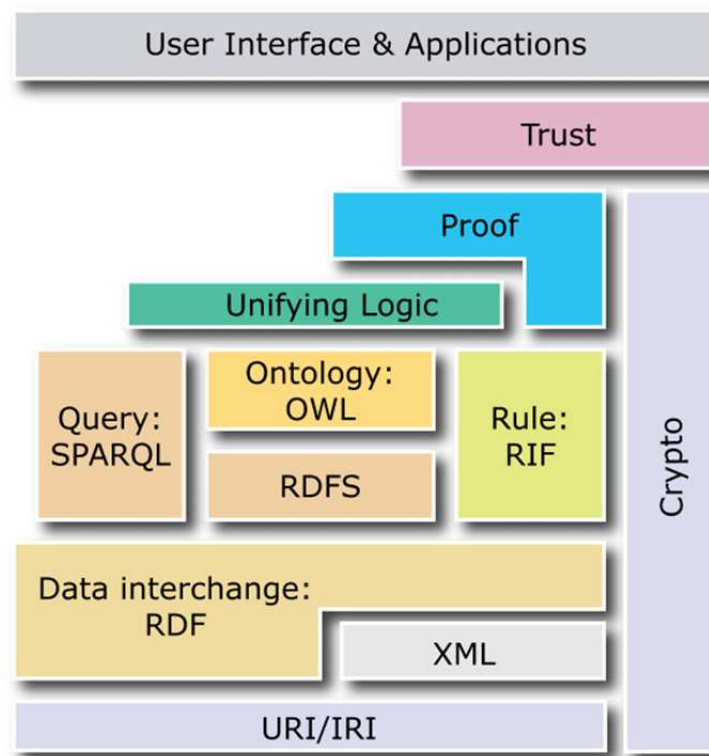 User Interface & Applications
Trust
Proof
Unifying Logic
Query:
SPARQL
Ontology:
OWL
RDFS
Rule:
RIF
Crypto
Data interchange:
RDF
XML
URI/IRI